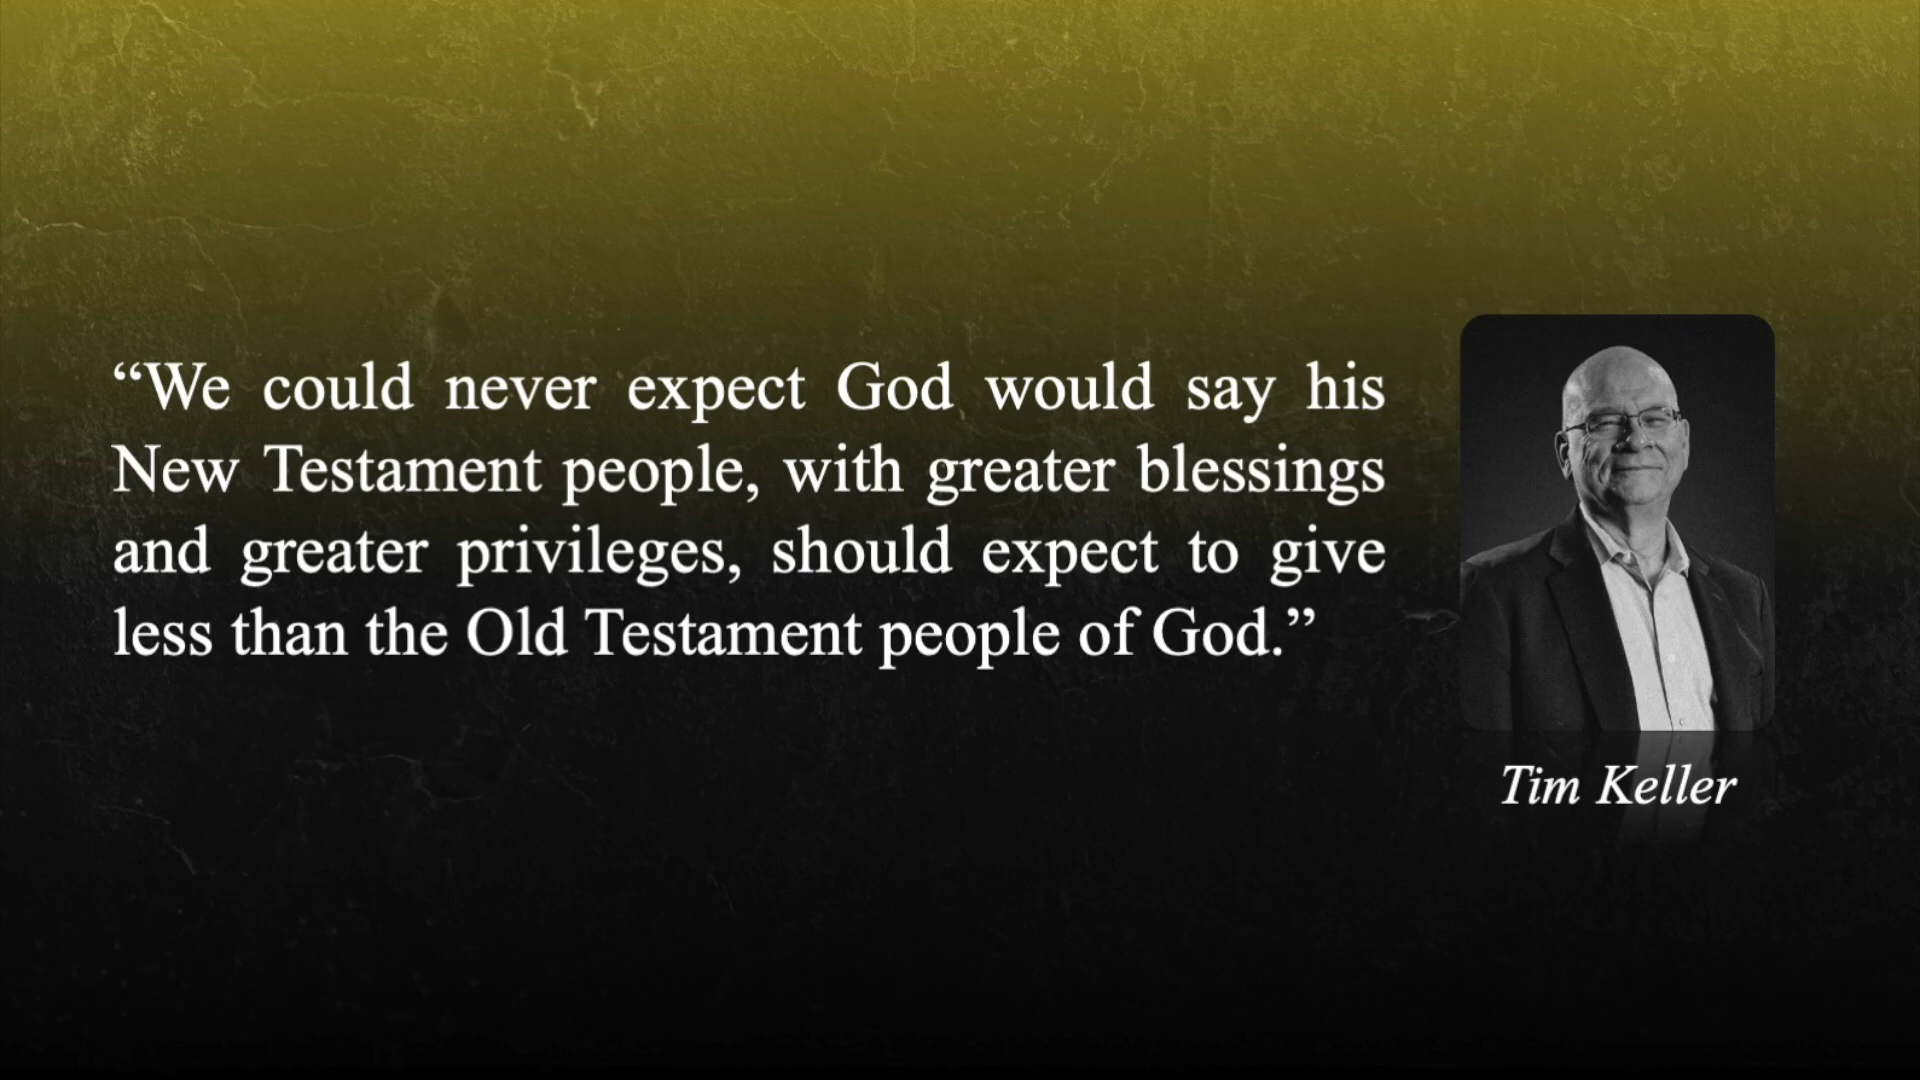 “We could never expect God would say his
New Testament people, with greater blessings
and greater privileges, should expect to give
less than the Old Testament people of God.”
Tim Keller